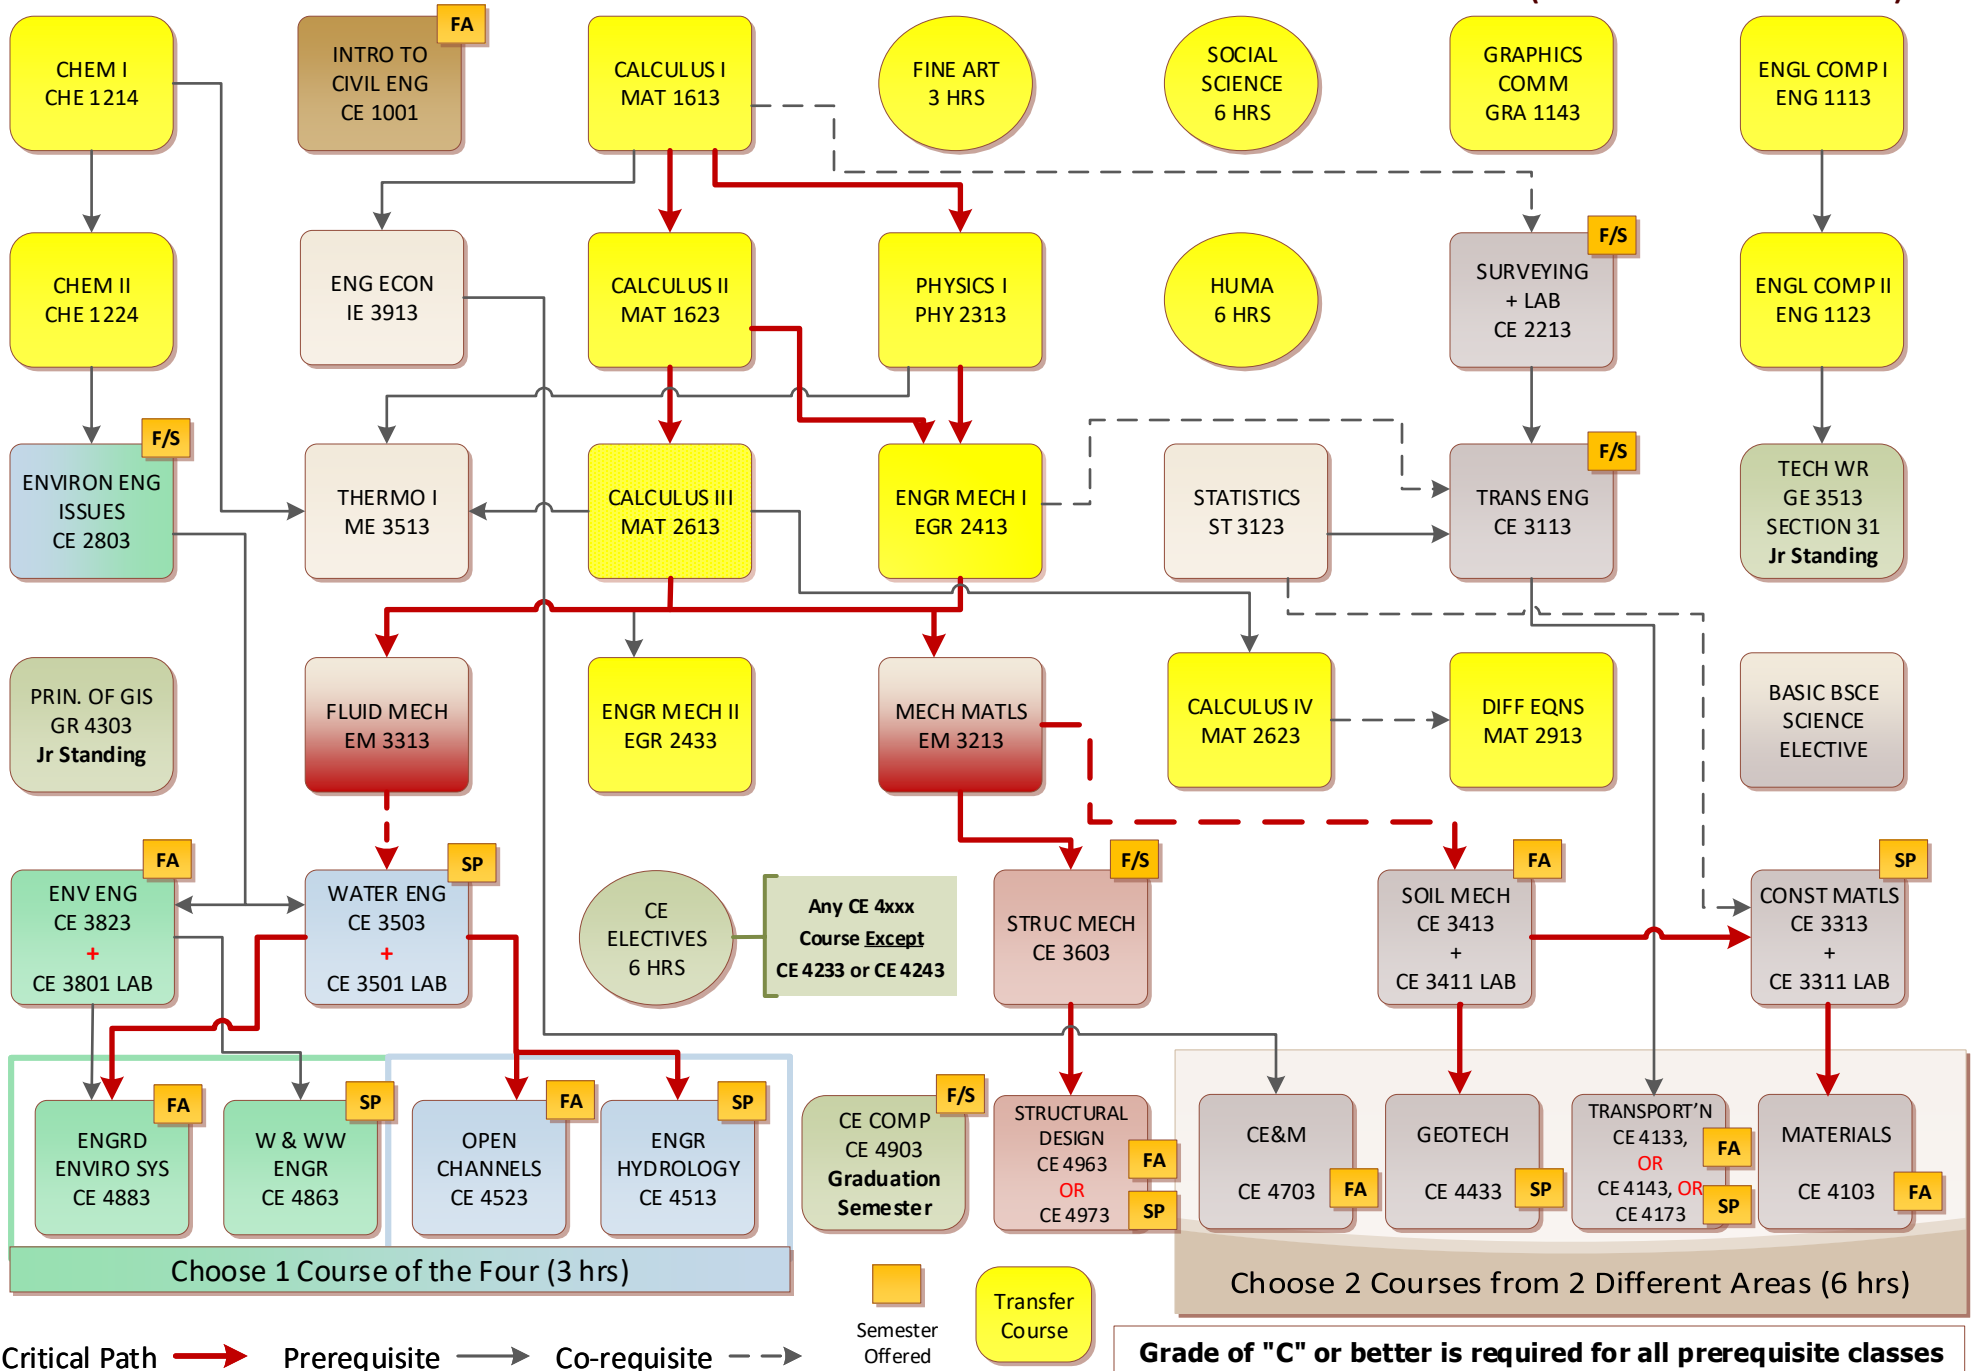 FA
CHEM I
CHE 1214
INTRO TO
CIVIL ENG
CE 1001
CALCULUS I
MAT 1613
FINE ART
3 HRS
SOCIAL
SCIENCE
6 HRS
GRAPHICS
COMM
GRA 1143
ENGL COMP I
ENG 1113
F/S
CHEM II
CHE 1224
ENG ECON
IE 3913
CALCULUS II
MAT 1623
PHYSICS I
PHY 2313
HUMA
6 HRS
SURVEYING
+ LAB
CE 2213
ENGL COMP II
ENG 1123
F/S
F/S
ENVIRON ENG
ISSUES
CE 2803
THERMO I
ME 3513
CALCULUS III
MAT 2613
ENGR MECH I
EGR 2413
STATISTICS
ST 3123
TRANS ENG
CE 3113
TECH WR
GE 3513
SECTION 31
Jr Standing
PRIN. OF GIS
GR 4303
Jr Standing
FLUID MECH
EM 3313
ENGR MECH II
EGR 2433
MECH MATLS
EM 3213
CALCULUS IV
MAT 2623
DIFF EQNS
MAT 2913
BASIC BSCE
SCIENCE
ELECTIVE
FA
SP
F/S
FA
SP
ENV ENG
CE 3823
+
CE 3801 LAB
WATER ENG
CE 3503
+
CE 3501 LAB
CE
ELECTIVES
6 HRS
Any CE 4xxx
Course Except
CE 4233 or CE 4243
STRUC MECH
CE 3603
SOIL MECH
CE 3413
+
CE 3411 LAB
CONST MATLS
CE 3313
+
CE 3311 LAB
FA
SP
FA
SP
F/S
ENGRD
ENVIRO SYS
CE 4883
W & WW
ENGR
CE 4863
OPEN
CHANNELS
CE 4523
ENGR
HYDROLOGY
CE 4513
CE COMP
CE 4903
Graduation
Semester
STRUCTURAL
DESIGN
CE 4963
OR
CE 4973
FA
SP
CE&M
CE 4703
FA
GEOTECH
CE 4433
SP
TRANSPORT'N
CE 4133,
OR
CE 4143, OR
CE 4173
FA
SP
MATERIALS
CE 4103
FA
Choose 1 Course of the Four (3 hrs)
Choose 2 Courses from 2 Different Areas (6 hrs)
Semester
Offered
Transfer
Course
Critical Path
Prerequisite
Co-requisite
Grade of "C" or better is required for all prerequisite classes